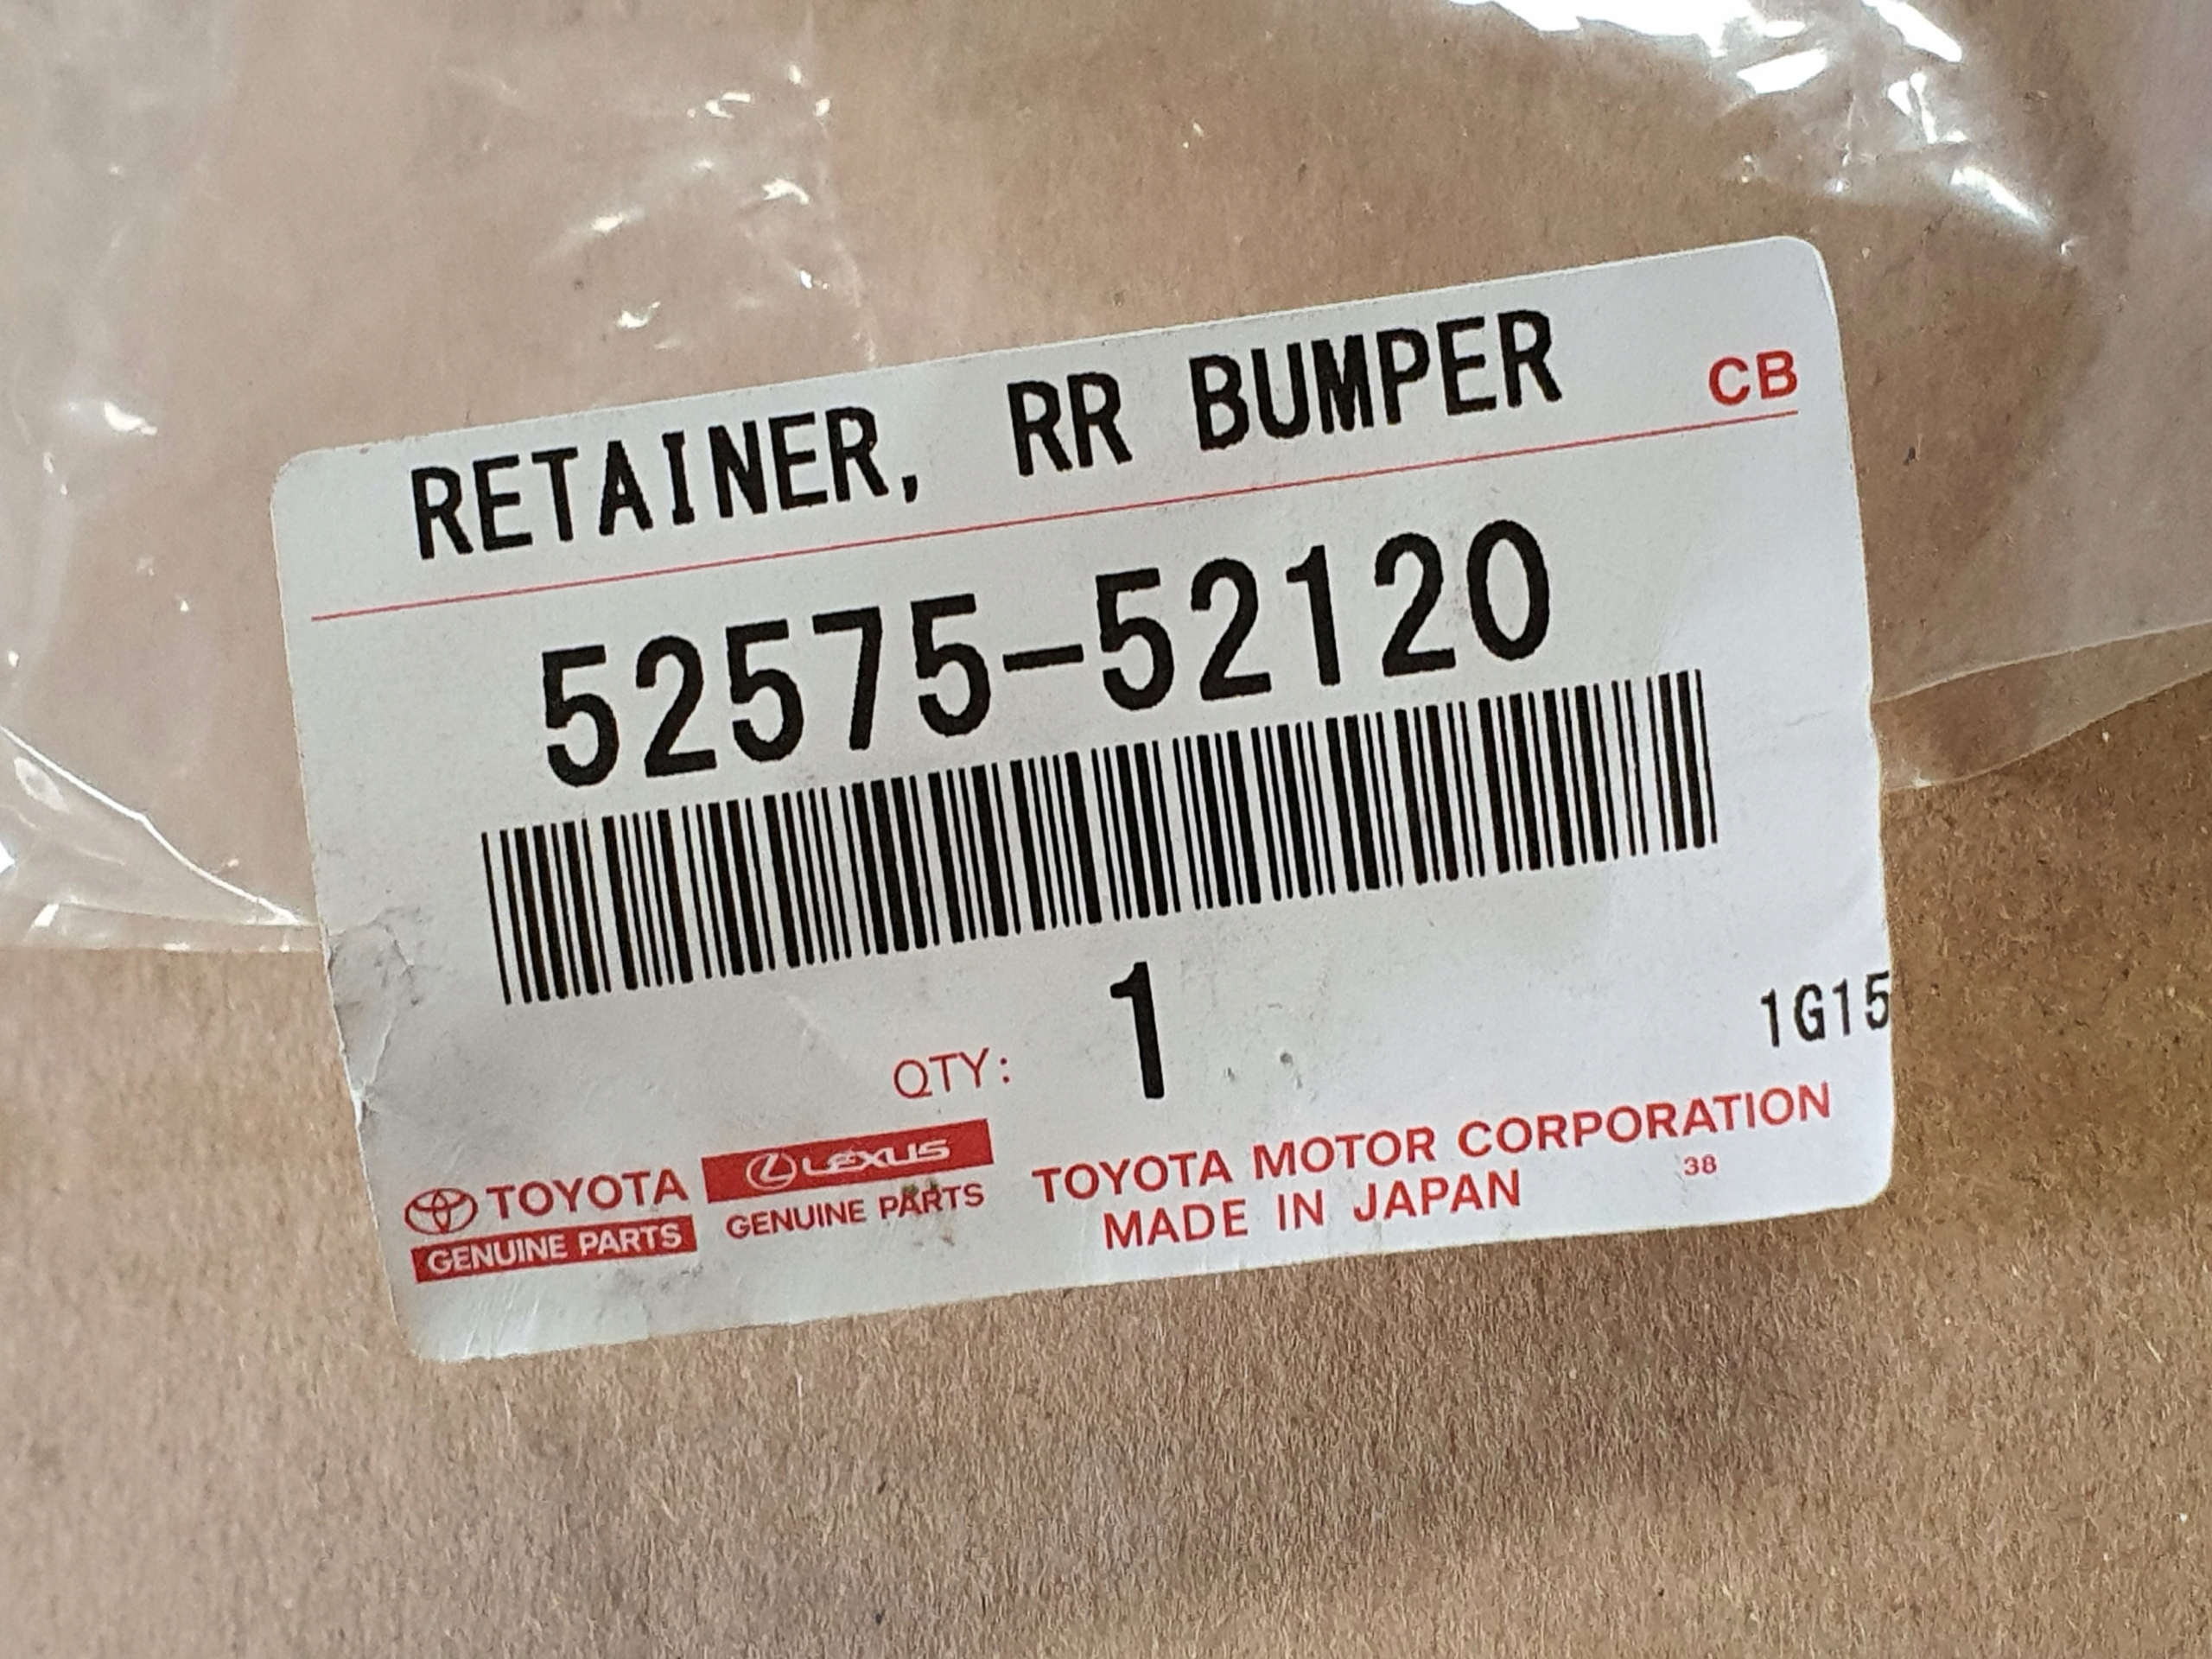 RETAINER, RR BUMPER CB
52575-52120
QTY: 1 1G15
TOYOTA
GENUINE PARTS
LEXUS
GENUINE PARTS
TOYOTA MOTOR CORPORATION
MADE IN JAPAN 38